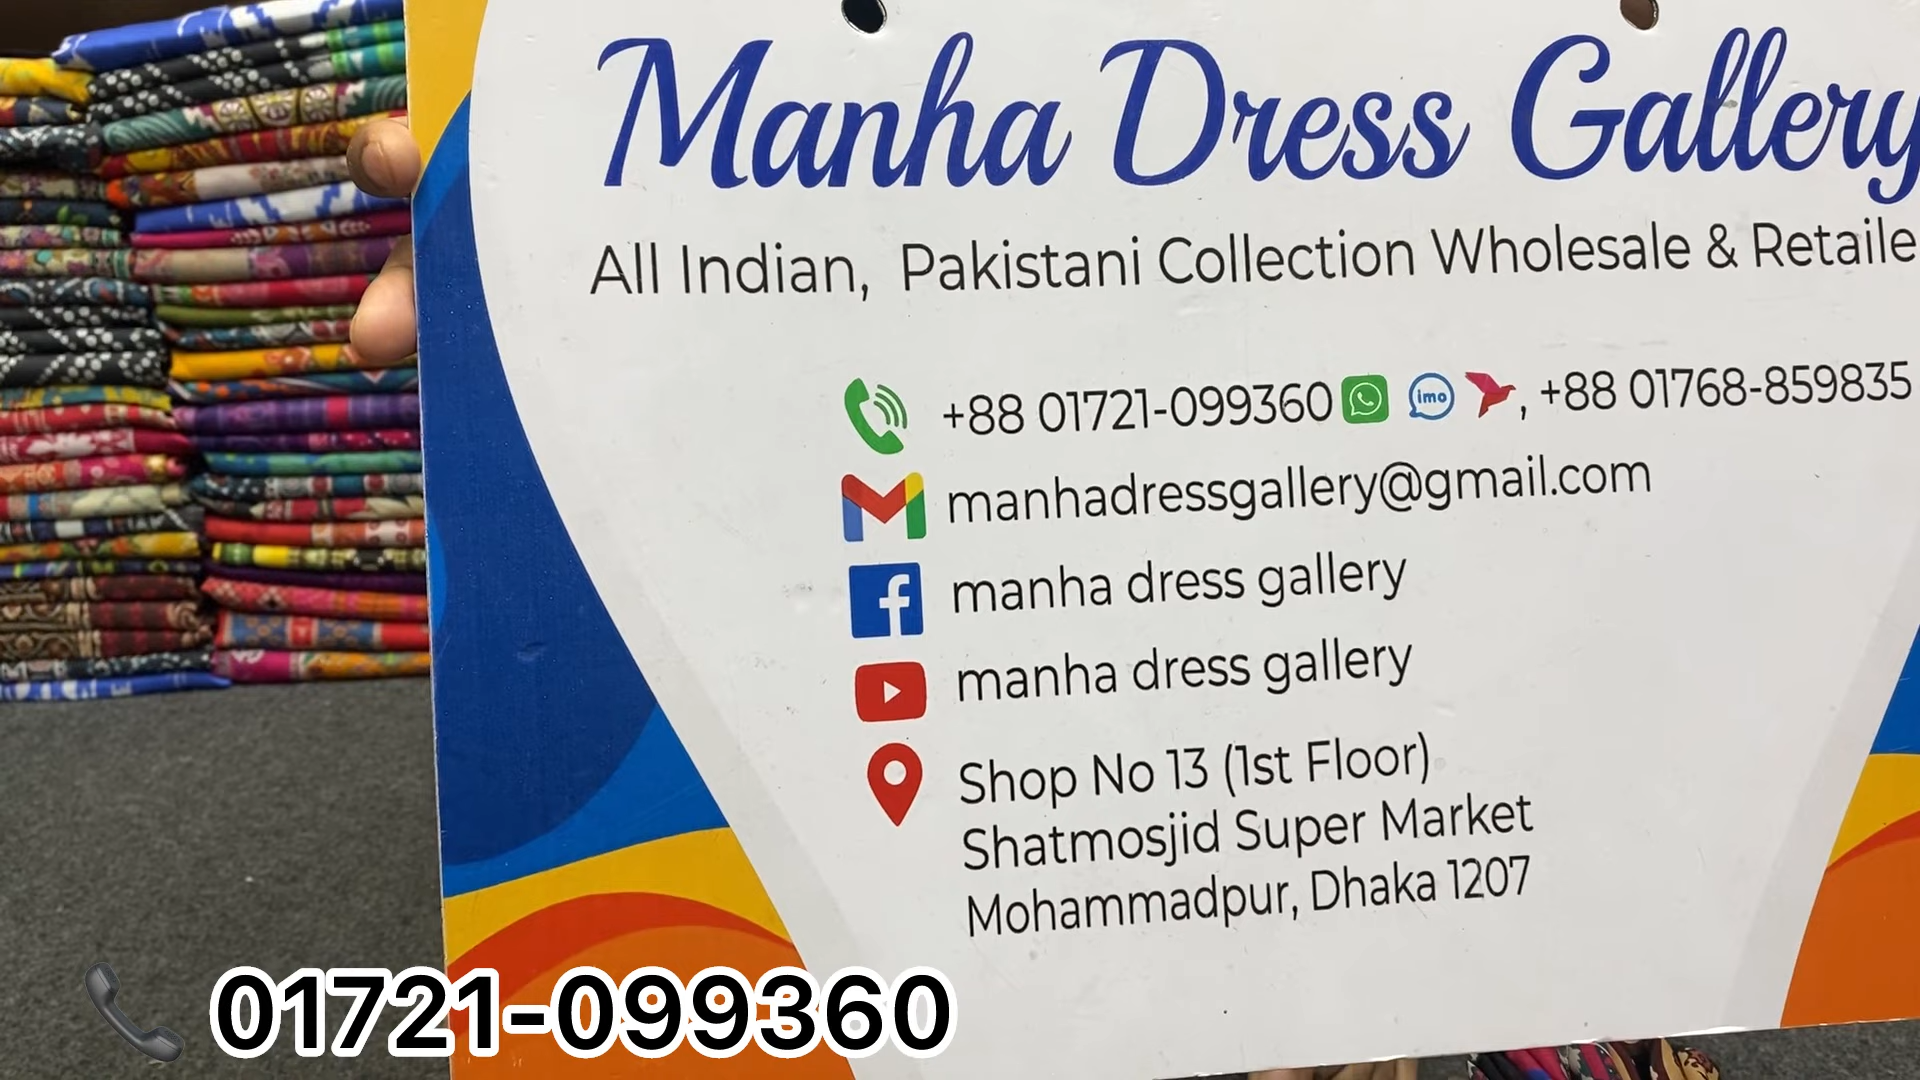 Manha Dress Gallery
All Indian, Pakistani Collection Wholesale & Retaile
+88 01721-099360 imo , +88 01768-859835
manhadressgallery@gmail.com
manha dress gallery
manha dress gallery
Shop No 13 (1st Floor)
Shatmosjid Super Market
Mohammadpur, Dhaka 1207
01721-099360